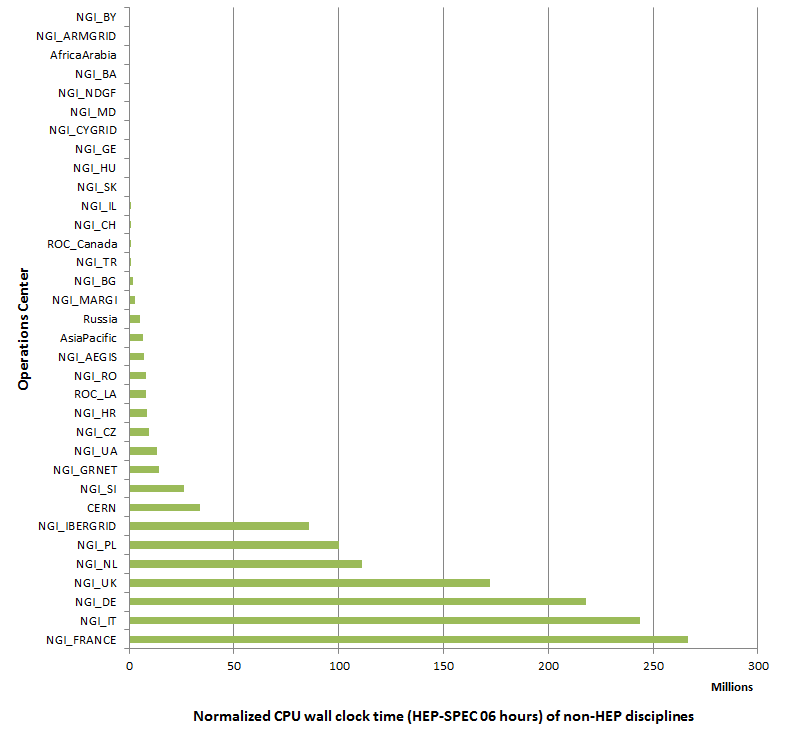 NGI_BY
NGI_ARMGRID
AfricaArabia
NGI_BA
NGI_NDGF
NGI_MD
NGI_CYGRID
NGI_GE
NGI_HU
NGI_SK
NGI_IL
NGI_CH
ROC_Canada
NGI_TR
NGI_BG
NGI_MARGI
Russia
AsiaPacific
NGI_AEGIS
NGI_RO
ROC_LA
NGI_HR
NGI_CZ
NGI_UA
NGI_GRNET
NGI_SI
CERN
NGI_IBERGRID
NGI_PL
NGI_NL
NGI_UK
NGI_DE
NGI_IT
NGI_FRANCE
Operations Center
0 50 100 150 200 250 300
Millions
Normalized CPU wall clock time (HEP-SPEC 06 hours) of non-HEP disciplines